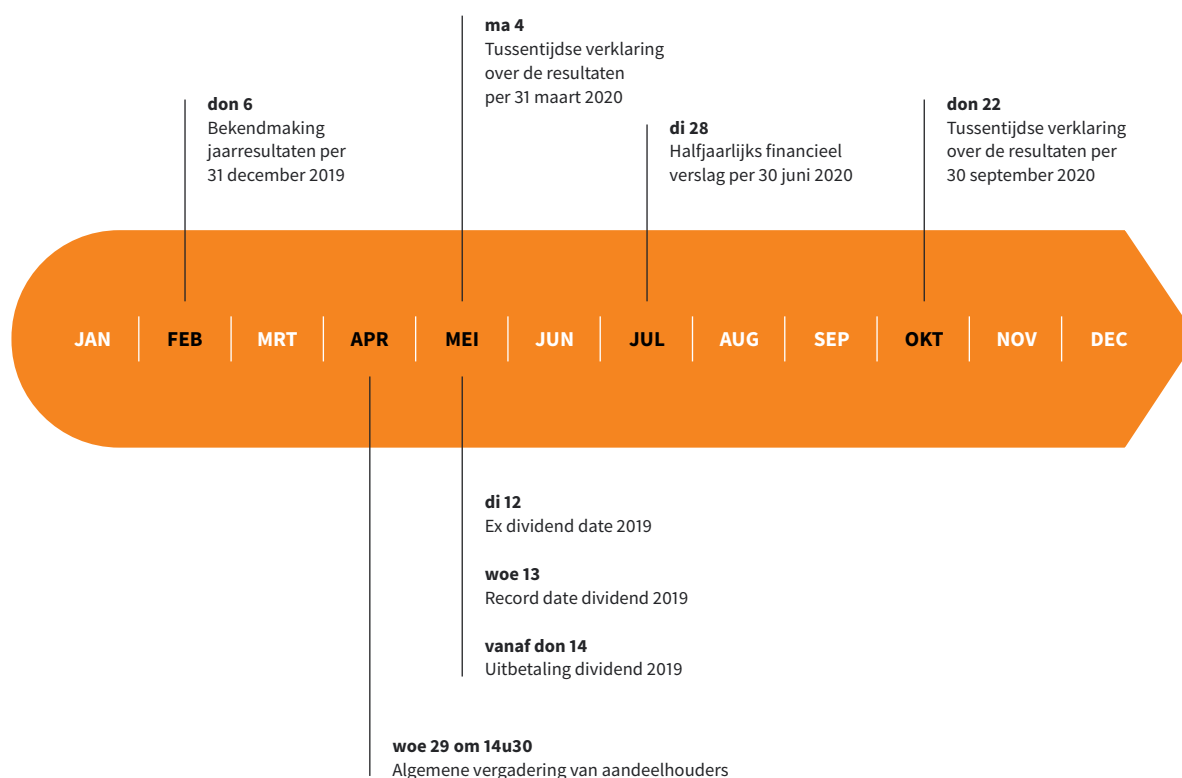 ma 4
Tussentijdse verklaring
over de resultaten
per 31 maart 2020
don 6
Bekendmaking
jaarresultaten per
31 december 2019
di 28
Halfjaarlijks financieel
verslag per 30 juni 2020
don 22
Tussentijdse verklaring
over de resultaten per
30 september 2020
JAN
FEB
MRT
APR
MEI
JUN
JUL
AUG
SEP
OKT
NOV
DEC
di 12
Ex dividend date 2019
woe 13
Record date dividend 2019
vanaf don 14
Uitbetaling dividend 2019
woe 29 om 14u30
Algemene vergadering van aandeelhouders